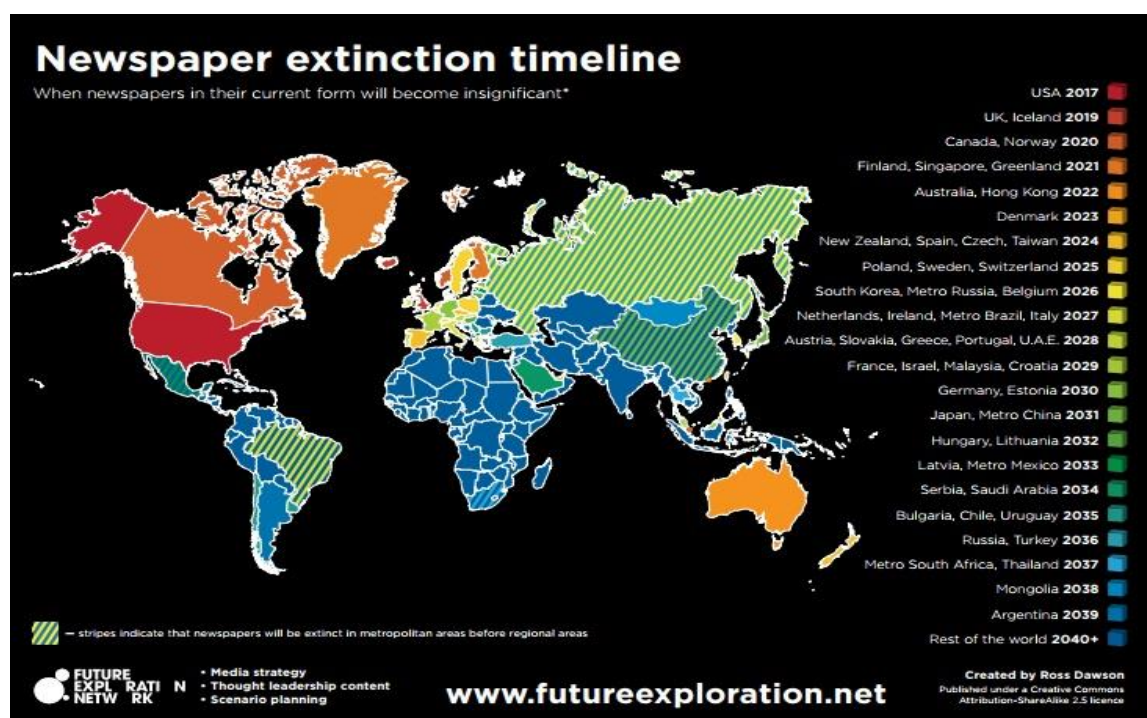 Newspaper extinction timeline
When newspapers in their current form will become insignificant*
USA 2017
UK, Iceland 2019
Canada, Norway 2020
Finland, Singapore, Greenland 2021
Australia, Hong Kong 2022
Denmark 2023
New Zealand, Spain, Czech, Taiwan 2024
Poland, Sweden, Switzerland 2025
South Korea, Metro Russia, Belgium 2026
Netherlands, Ireland, Metro Brazil, Italy 2027
Austria, Slovakia, Greece, Portugal, U.A.E. 2028
France, Israel, Malaysia, Croatia 2029
Germany, Estonia 2030
Japan, Metro China 2031
Hungary, Lithuania 2032
Latvia, Metro Mexico 2033
Serbia, Saudi Arabia 2034
Bulgaria, Chile, Uruguay 2035
Russia, Turkey 2036
Metro South Africa, Thailand 2037
Mongolia 2038
Argentina 2039
Rest of the world 2040+
— stripes indicate that newspapers will be extinct in metropolitan areas before regional areas
FUTURE
EXPL RATI N
NETW RK
• Media strategy
• Thought leadership content
• Scenario planning
www.futureexploration.net
Created by Ross Dawson
Published under a Creative Commons
Attribution-ShareAlike 2.5 licence